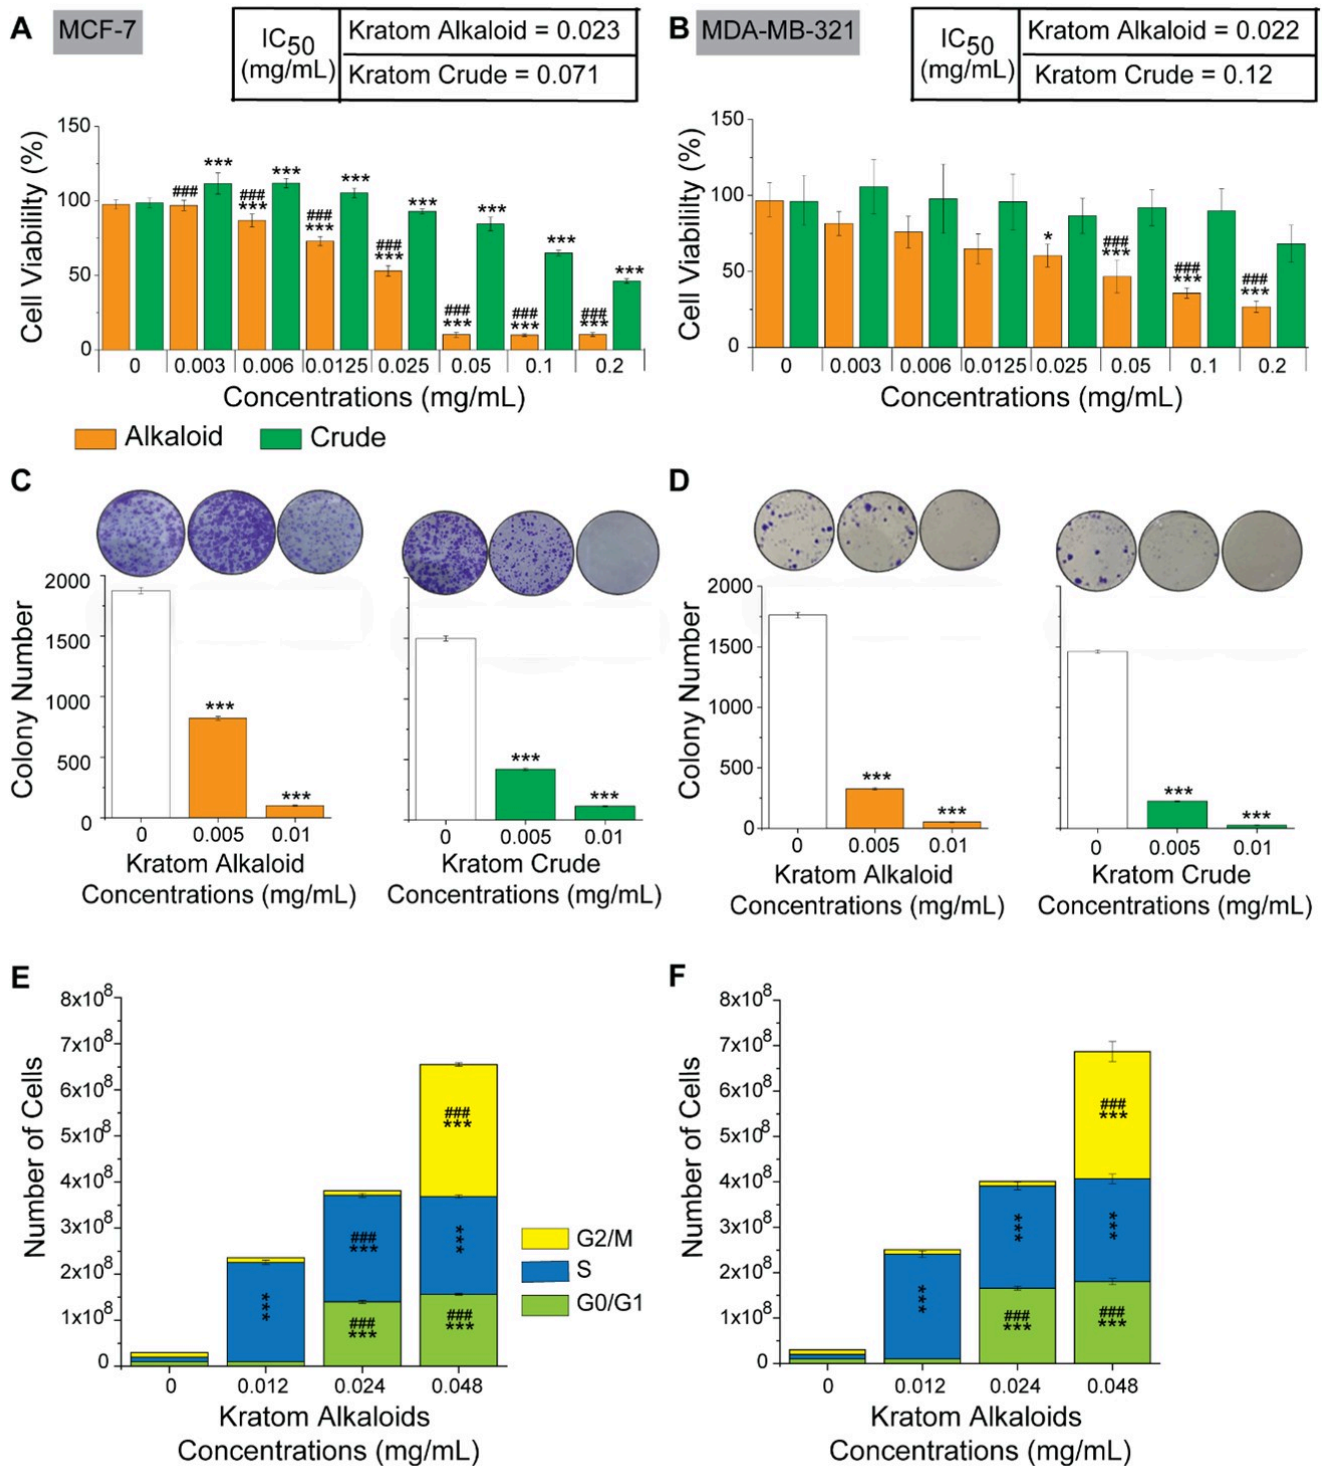 A MCF-7
IC50 (mg/mL)
Kratom Alkaloid = 0.023
Kratom Crude = 0.071
Cell Viability (%)
150
100
50
0
###
***
###
***
***
###
***
***
###
***
***
###
***
***
###
***
***
###
***
***
0 0.003 0.006 0.0125 0.025 0.05 0.1 0.2
Concentrations (mg/mL)
Alkaloid Crude
B MDA-MB-321
IC50 (mg/mL)
Kratom Alkaloid = 0.022
Kratom Crude = 0.12
Cell Viability (%)
150
100
50
0
*
###
***
###
***
###
***
0 0.003 0.006 0.0125 0.025 0.05 0.1 0.2
Concentrations (mg/mL)
C
Colony Number
2000
1500
1000
500
0
***
***
0 0.005 0.01
Kratom Alkaloid
Concentrations (mg/mL)
***
***
0 0.005 0.01
Kratom Crude
Concentrations (mg/mL)
D
Colony Number
2000
1500
1000
500
0
***
***
0 0.005 0.01
Kratom Alkaloid
Concentrations (mg/mL)
***
***
0 0.005 0.01
Kratom Crude
Concentrations (mg/mL)
E
Number of Cells
8x10^8
7x10^8
6x10^8
5x10^8
4x10^8
3x10^8
2x10^8
1x10^8
0
***
###
***
###
***
###
***
***
###
***
0 0.012 0.024 0.048
Kratom Alkaloids
Concentrations (mg/mL)
G2/M
S
G0/G1
F
Number of Cells
8x10^8
7x10^8
6x10^8
5x10^8
4x10^8
3x10^8
2x10^8
1x10^8
0
***
***
###
***
###
***
***
###
***
0 0.012 0.024 0.048
Kratom Alkaloids
Concentrations (mg/mL)